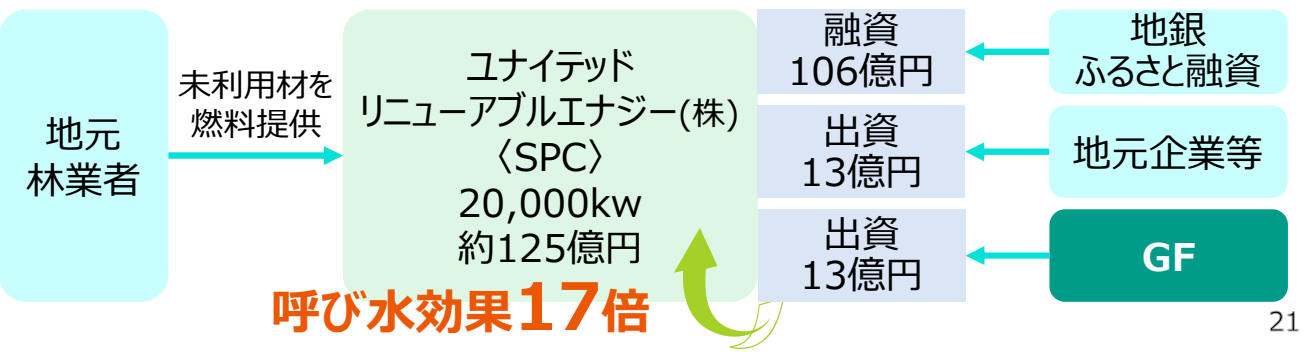 地元
林業者
未利用材を
燃料提供
ユナイテッド
リニューアブルエナジー(株)
〈SPC〉
20,000kw
約125億円
呼び水効果17倍
融資
106億円
出資
13億円
出資
13億円
地銀
ふるさと融資
地元企業等
GF
21